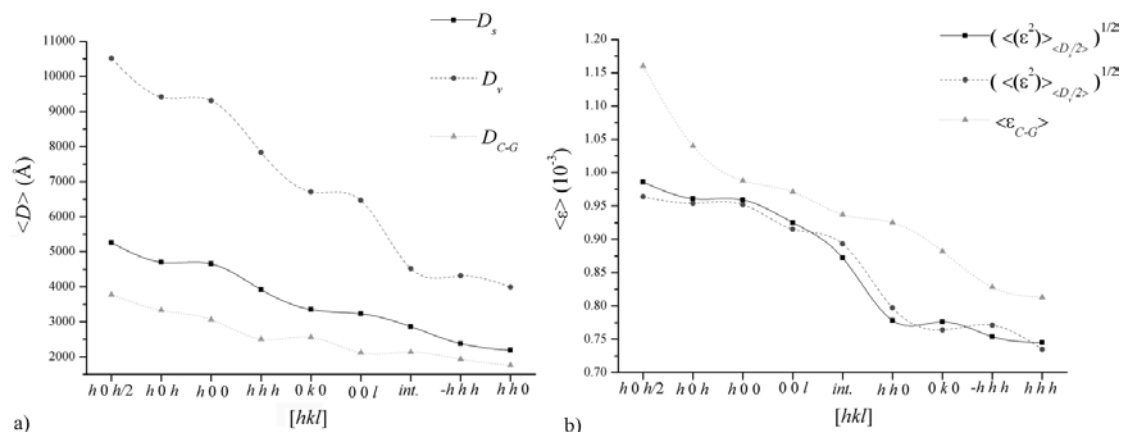 D_s
D_v
D_C-G
11000
10000
9000
8000
7000
6000
5000
4000
3000
2000
<D> (Å)
h 0 h/2 h 0 h h 0 0 h h h 0 k 0 0 0 l int. -h h h h h 0
[hkl]
a)
( <(ε²)>_<D_s/2> )^1/2
( <(ε²)>_<D_v/2> )^1/2
<ε_C-G>
1.20
1.15
1.10
1.05
1.00
0.95
0.90
0.85
0.80
0.75
0.70
<ε> (10⁻³)
h 0 h/2 h 0 h h 0 0 0 0 l int. h h 0 0 k 0 -h h h h h h
[hkl]
b)